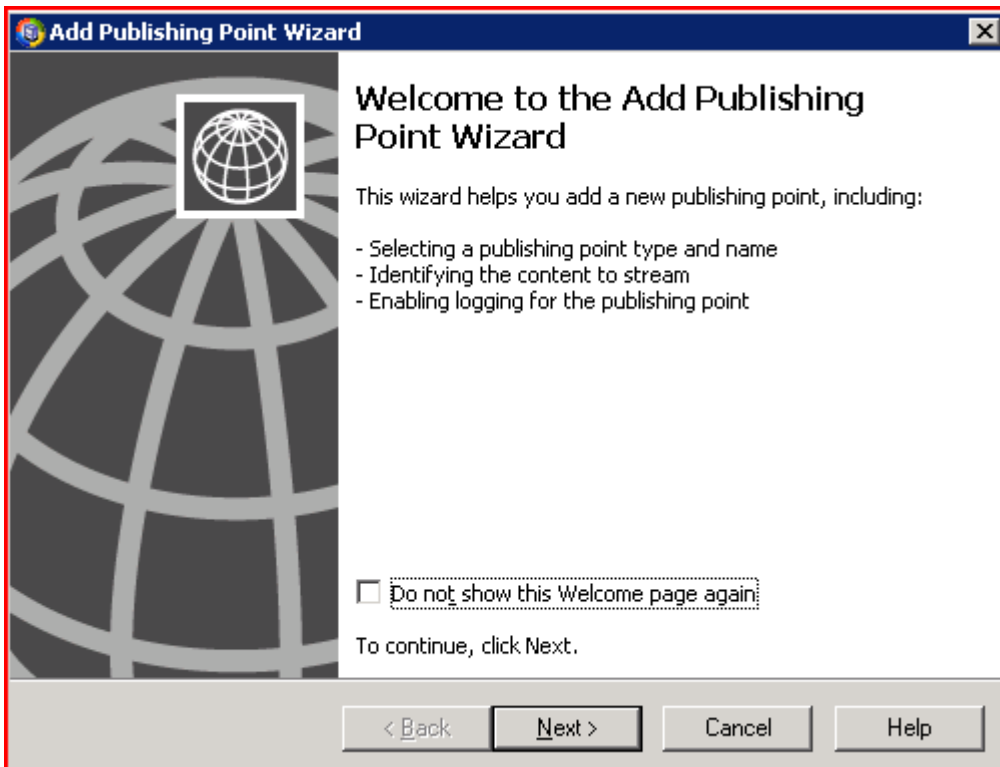 Add Publishing Point Wizard
Welcome to the Add Publishing
Point Wizard
This wizard helps you add a new publishing point, including:
- Selecting a publishing point type and name
- Identifying the content to stream
- Enabling logging for the publishing point
Do not show this Welcome page again
To continue, click Next.
< Back Next > Cancel Help